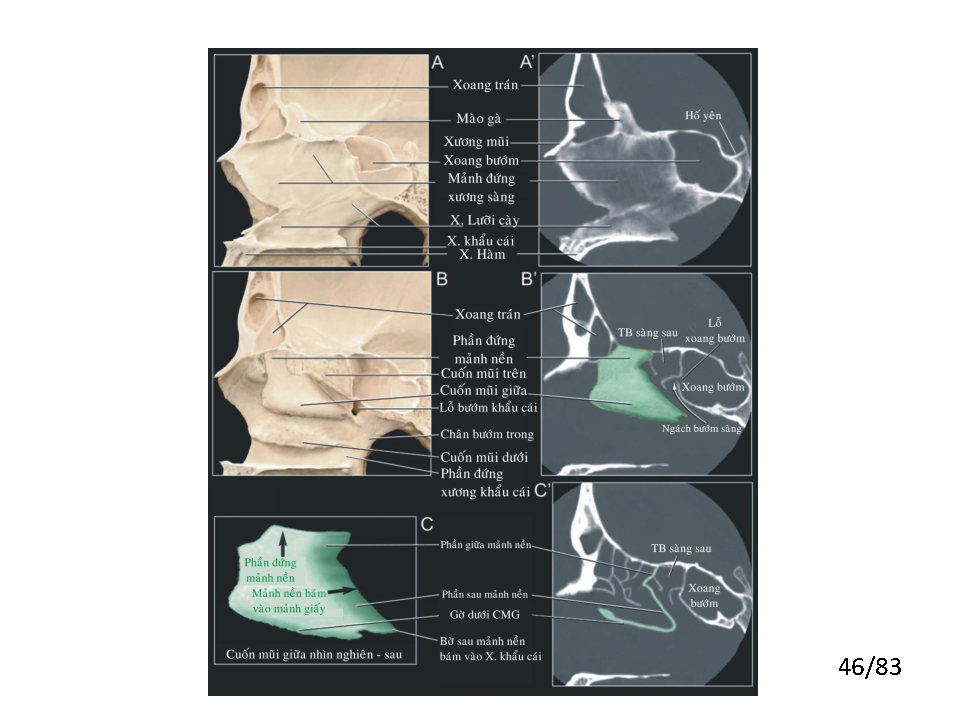 A
A’
Xoang trán
Mào gà
Hố yên
Xương mũi
Xoang bướm
Mảnh đứng
xương sàng
X. Lưỡi cày
X. khẩu cái
X. Hàm
B
B’
Xoang trán
Lỗ
xoang bướm
TB sàng sau
Phần đứng
mảnh nền
Cuốn mũi trên
Cuốn mũi giữa
Xoang bướm
Lỗ bướm khẩu cái
Ngách bướm sàng
Chân bướm trong
Cuốn mũi dưới
Phần đứng
xương khẩu cái
C’
C
Phần giữa mảnh nền
TB sàng sau
Phần đứng
mảnh nền
Mảnh nền bám
vào mảnh giấy
Phần sau mảnh nền
Xoang
bướm
Gờ dưới CMG
Bờ sau mảnh nền
bám vào X. khẩu cái
Cuốn mũi giữa nhìn nghiên - sau
46/83